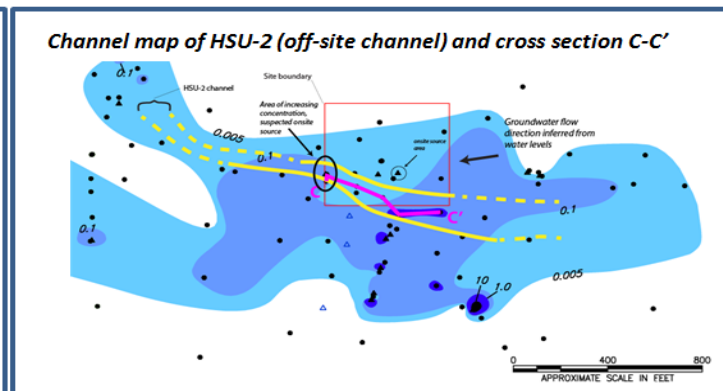 Channel map of HSU-2 (off-site channel) and cross section C-C’
0.1
HSU-2 channel
Site boundary
Area of increasing
concentration,
suspected onsite
source
Groundwater flow
direction inferred from
water levels
onsite source
area
0.005
0.1
C
C’
0.1
0.1
0.005
10
1.0
0 400 800
APPROXIMATE SCALE IN FEET